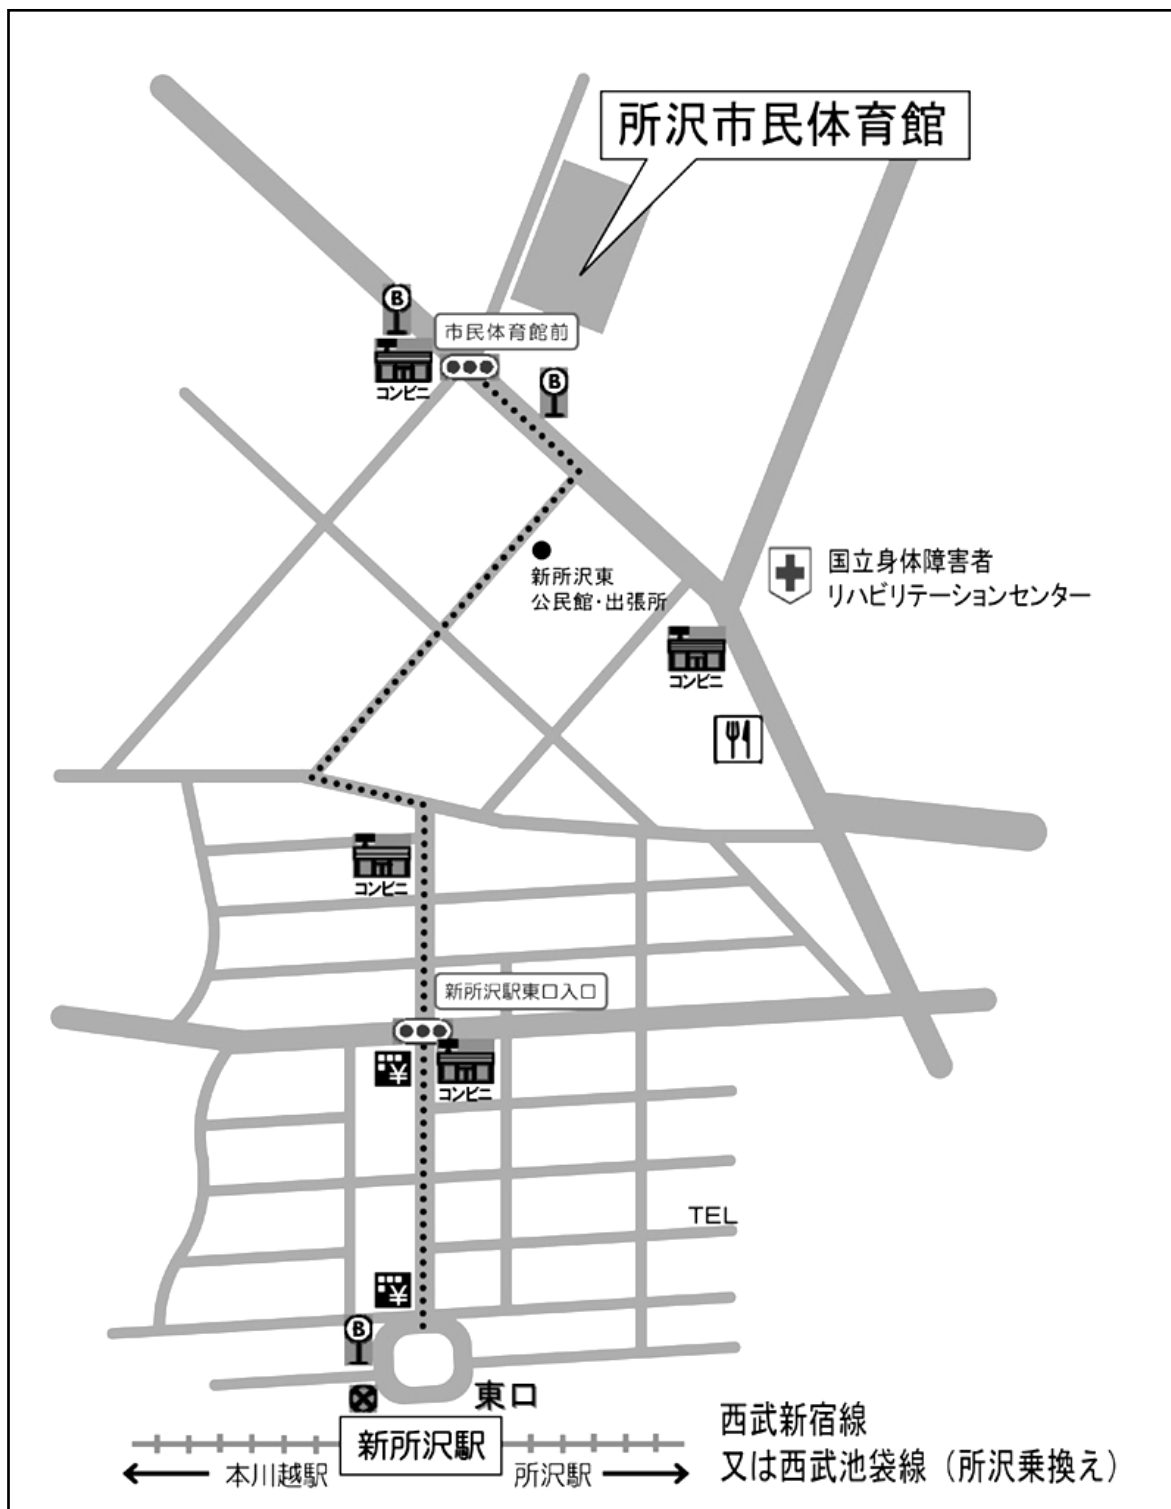 所沢市民体育館
B
市民体育館前
コンビニ
B
新所沢東
公民館・出張所
国立身体障害者
リハビリテーションセンター
コンビニ
コンビニ
新所沢駅東口入口
¥
コンビニ
TEL
¥
B
東口
新所沢駅
本川越駅
所沢駅
西武新宿線
又は西武池袋線（所沢乗換え）